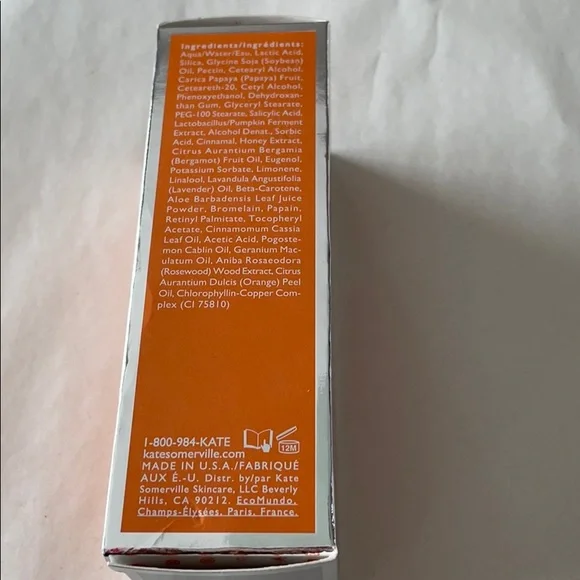 Ingredients/Ingrédients:
Aqua/Water/Eau, Lactic Acid,
Silica, Glycine Soja (Soybean)
Oil, Pectin, Cetearyl Alcohol,
Carica Papaya (Papaya) Fruit,
Ceteareth-20, Cetyl Alcohol,
Phenoxyethanol, Dehydroxan-
than Gum, Glyceryl Stearate,
PEG-100 Stearate, Salicylic Acid,
Lactobacillus/Pumpkin Ferment
Extract, Alcohol Denat., Sorbic
Acid, Cinnamal, Honey Extract,
Citrus Aurantium Bergamia
(Bergamot) Fruit Oil, Eugenol,
Potassium Sorbate, Limonene,
Linalool, Lavandula Angustifolia
(Lavender) Oil, Beta-Carotene,
Aloe Barbadensis Leaf Juice
Powder, Bromelain, Papain,
Retinyl Palmitate, Tocopheryl
Acetate, Cinnamomum Cassia
Leaf Oil, Acetic Acid, Pogoste-
mon Cablin Oil, Geranium Mac-
ulatum Oil, Aniba Rosaeodora
(Rosewood) Wood Extract, Citrus
Aurantium Dulcis (Orange) Peel
Oil, Chlorophyllin-Copper Com-
plex (CI 75810)
1-800-984-KATE
12M
katesomerville.com
MADE IN U.S.A./FABRIQUÉ
AUX É.-U. Distr. by/par Kate
Somerville Skincare, LLC Beverly
Hills, CA 90212. EcoMundo,
Champs-Élysées, Paris, France.